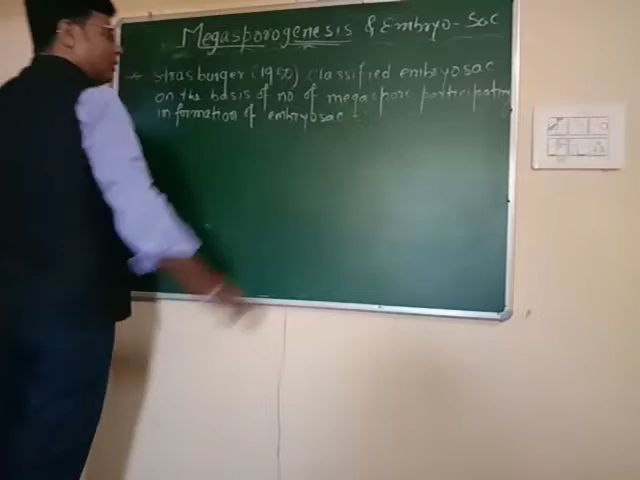 Megasporogenesis & Embryo-Sac
* Strasburger (1950) classified embryosac
on the basis of no of megaspore participating
in formation of embryosac